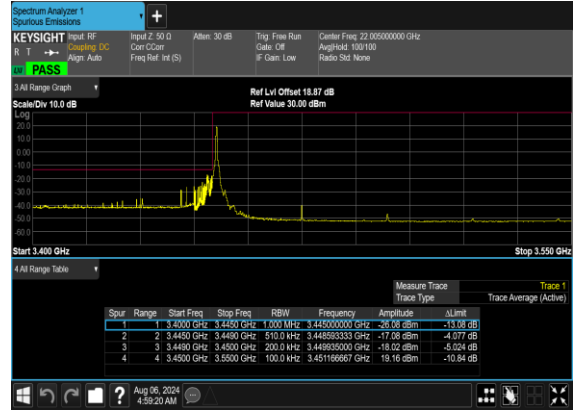 Spectrum Analyzer 1
Spurious Emissions
+
KEYSIGHT Input: RF Input Z: 50 Ω Atten: 30 dB Trig: Free Run Center Freq: 22.005000000 GHz
R T Coupling: DC Corr CCorr Gate: Off Avg|Hold: 100/100
Align: Auto Freq Ref: Int (S) IF Gain: Low Radio Std: None
PASS
3 All Range Graph
Ref Lvl Offset 18.87 dB
Scale/Div 10.0 dB Ref Value 30.00 dBm
Log
20.0
10.0
0.00
-10.0
-20.0
-30.0
-40.0
-50.0
-60.0
Start 3.400 GHz Stop 3.550 GHz
4 All Range Table
Measure Trace Trace 1
Trace Type Trace Average (Active)
Spur Range Start Freq Stop Freq RBW Frequency Amplitude ΔLimit
1 1 3.4000 GHz 3.4450 GHz 1.000 MHz 3.445000000 GHz -26.08 dBm -13.08 dB
2 2 3.4450 GHz 3.4490 GHz 510.0 kHz 3.448593333 GHz -17.08 dBm -4.077 dB
3 3 3.4490 GHz 3.4500 GHz 200.0 kHz 3.449935000 GHz -18.02 dBm -5.024 dB
4 4 3.4500 GHz 3.5500 GHz 100.0 kHz 3.451166667 GHz 19.16 dBm -10.84 dB
? Aug 06, 2024
4:59:20 AM